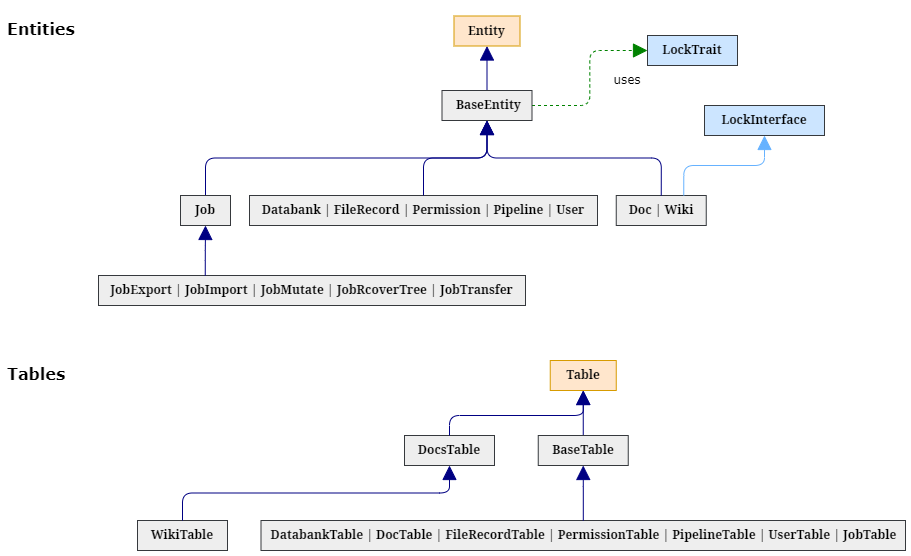 Entities
Entity
LockTrait
uses
BaseEntity
LockInterface
Job
Databank | FileRecord | Permission | Pipeline | User
Doc | Wiki
JobExport | JobImport | JobMutate | JobRcoverTree | JobTransfer
Tables
Table
DocsTable
BaseTable
WikiTable
DatabankTable | DocTable | FileRecordTable | PermissionTable | PipelineTable | UserTable | JobTable